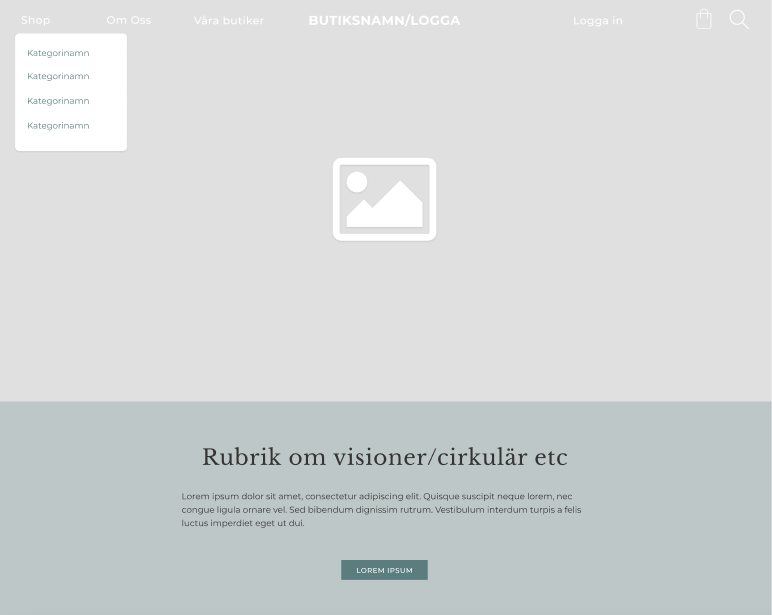 Shop Om Oss Våra butiker BUTIKSNAMN/LOGGA Logga in
Kategorinamn
Kategorinamn
Kategorinamn
Kategorinamn
Rubrik om visioner/cirkulär etc
Lorem ipsum dolor sit amet, consectetur adipiscing elit. Quisque suscipit neque lorem, nec
congue ligula ornare vel. Sed bibendum dignissim rutrum. Vestibulum interdum turpis a felis
luctus imperdiet eget ut dui.
LOREM IPSUM